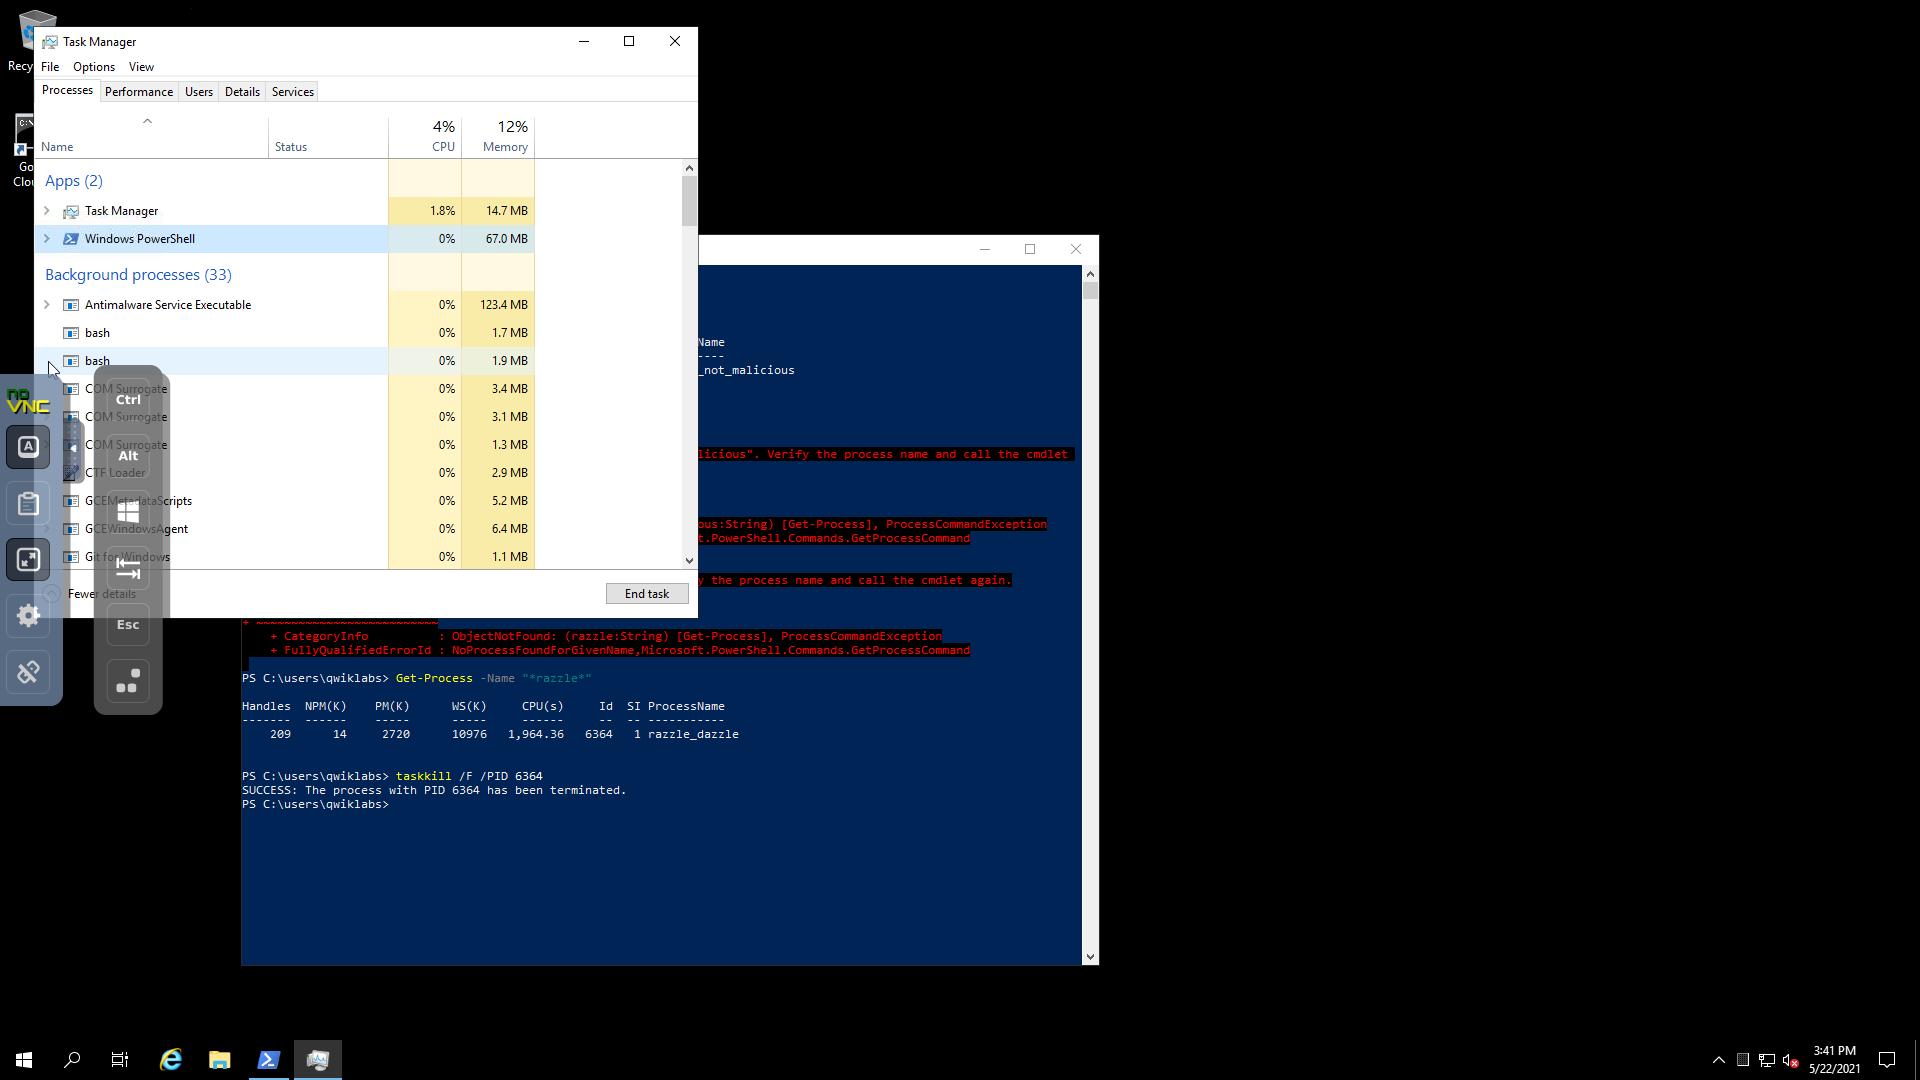 Recy
Go
Clou
Task Manager
File Options View
Processes Performance Users Details Services
4% 12%
Name Status CPU Memory
Apps (2)
Task Manager 1.8% 14.7 MB
Windows PowerShell 0% 67.0 MB
Background processes (33)
Antimalware Service Executable 0% 123.4 MB
bash 0% 1.7 MB
bash 0% 1.9 MB
COM Surrogate 0% 3.4 MB
COM Surrogate 0% 3.1 MB
COM Surrogate 0% 1.3 MB
CTF Loader 0% 2.9 MB
GCEMetadataScripts 0% 5.2 MB
GCEWindowsAgent 0% 6.4 MB
Git for Windows 0% 1.1 MB
Fewer details End task
no
VNC
A
Ctrl
Alt
Esc
Name
----
_not_malicious
licious". Verify the process name and call the cmdlet
ous:String) [Get-Process], ProcessCommandException
t.PowerShell.Commands.GetProcessCommand
y the process name and call the cmdlet again.
+ CategoryInfo : ObjectNotFound: (razzle:String) [Get-Process], ProcessCommandException
+ FullyQualifiedErrorId : NoProcessFoundForGivenName,Microsoft.PowerShell.Commands.GetProcessCommand
PS C:\users\qwiklabs> Get-Process -Name "*razzle*"
Handles NPM(K) PM(K) WS(K) CPU(s) Id SI ProcessName
------- ------ ----- ----- ------ -- -- -----------
209 14 2720 10976 1,964.36 6364 1 razzle_dazzle
PS C:\users\qwiklabs> taskkill /F /PID 6364
SUCCESS: The process with PID 6364 has been terminated.
PS C:\users\qwiklabs>
3:41 PM
5/22/2021